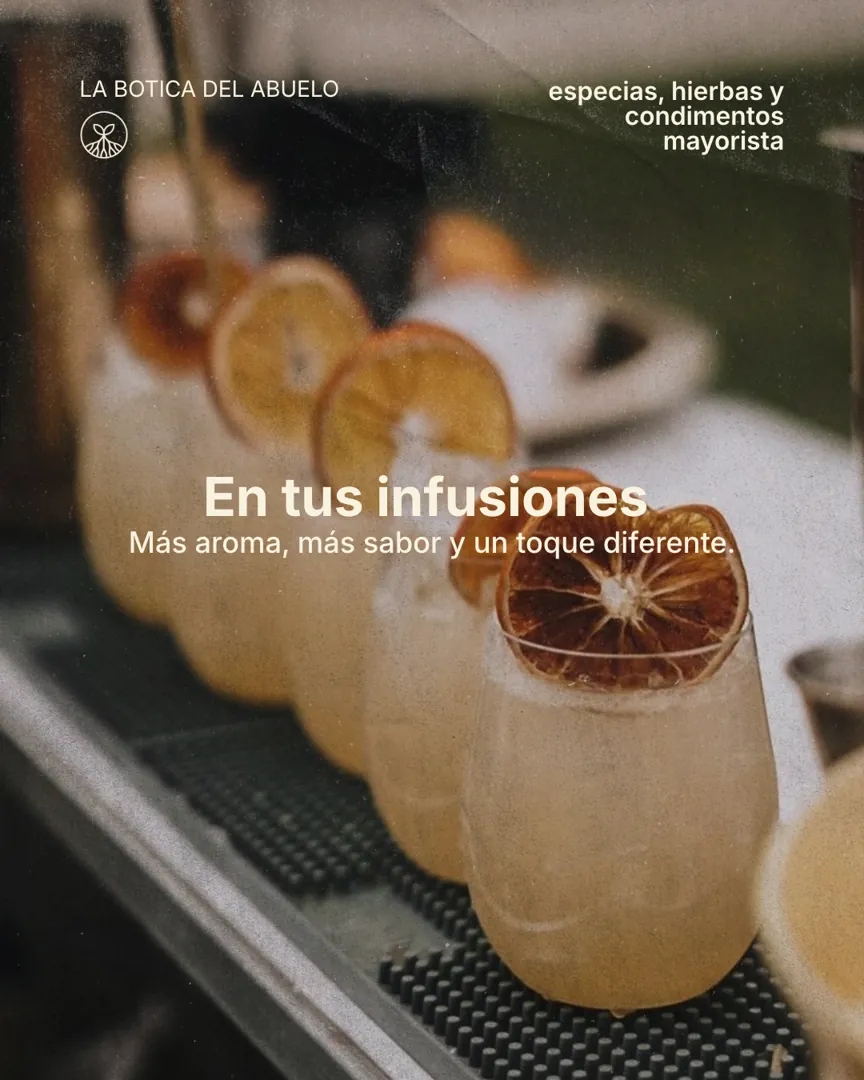 LA BOTICA DEL ABUELO
especias, hierbas y
condimentos
mayorista
En tus infusiones
Más aroma, más sabor y un toque diferente.